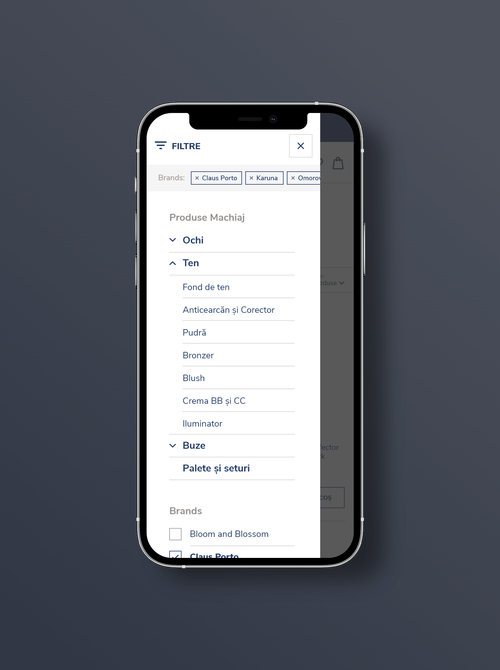 FILTRE
Brands: × Claus Porto × Karuna ×
Produse Machiaj
Ochi
Ten
Fond de ten
Anticearcăn și Corector
Pudră
Bronzer
Blush
Crema BB și CC
Iluminator
Buze
Palete și seturi
Brands
Bloom and Blossom
Claus Porto